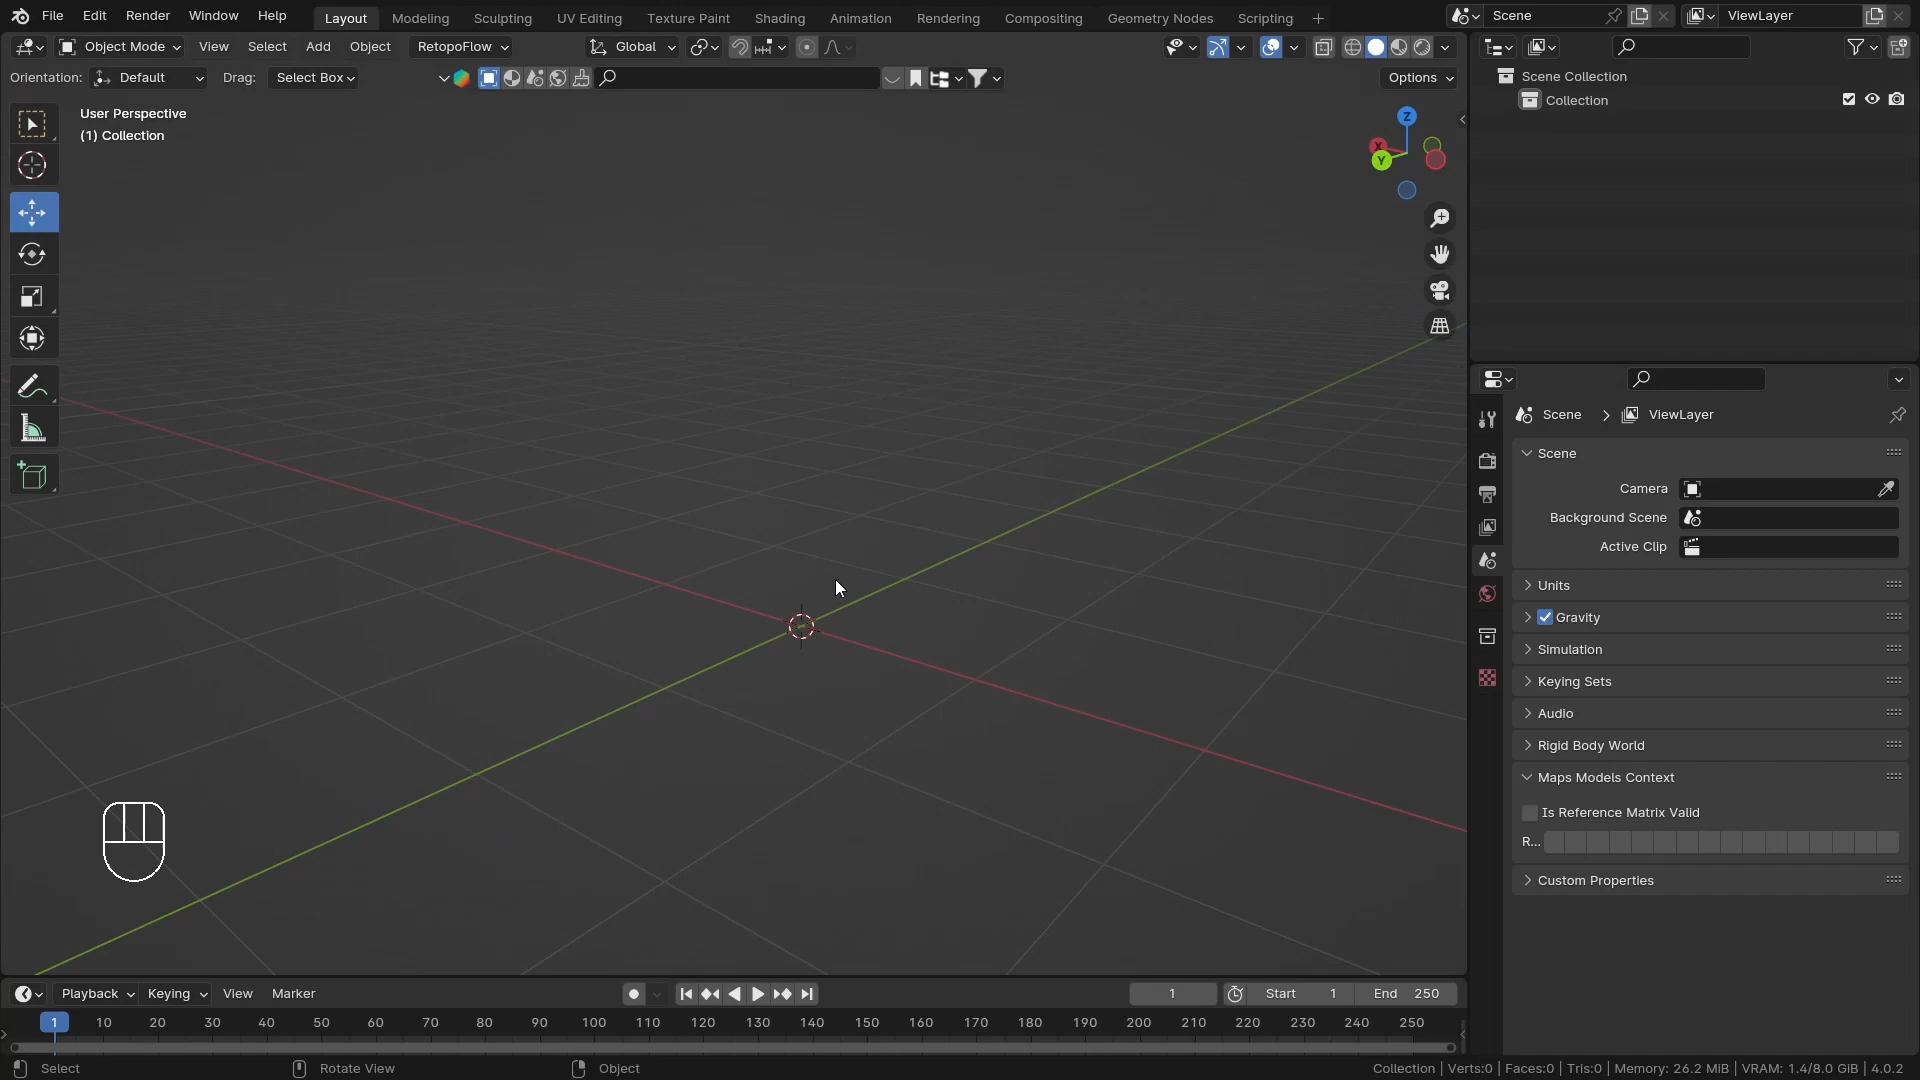 File Edit Render Window Help Layout Modeling Sculpting UV Editing Texture Paint Shading Animation Rendering Compositing Geometry Nodes Scripting + Scene ViewLayer
Object Mode View Select Add Object RetopoFlow Global
Orientation: Default Drag: Select Box Options
User Perspective
(1) Collection
Z
X
Y
Scene Collection
Collection
Scene > ViewLayer
Scene
Camera
Background Scene
Active Clip
Units
Gravity
Simulation
Keying Sets
Audio
Rigid Body World
Maps Models Context
Is Reference Matrix Valid
R...
Custom Properties
Playback Keying View Marker 1 Start 1 End 250
1 10 20 30 40 50 60 70 80 90 100 110 120 130 140 150 160 170 180 190 200 210 220 230 240 250
Select Rotate View Object Collection | Verts:0 | Faces:0 | Tris:0 | Memory: 26.2 MiB | VRAM: 1.4/8.0 GiB | 4.0.2